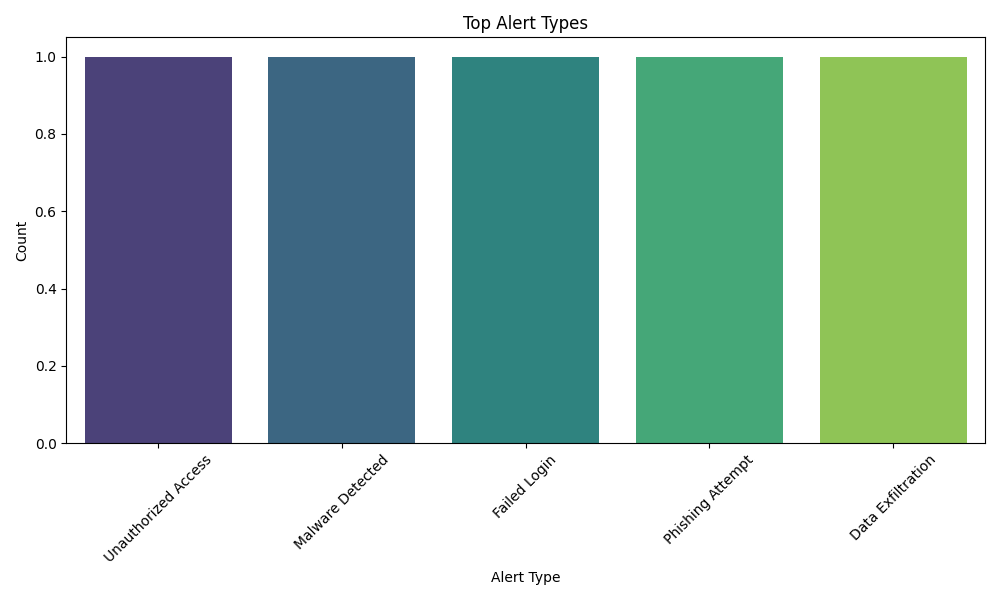 Top Alert Types
Count
1.0
0.8
0.6
0.4
0.2
0.0
Unauthorized Access
Malware Detected
Failed Login
Phishing Attempt
Data Exfiltration
Alert Type